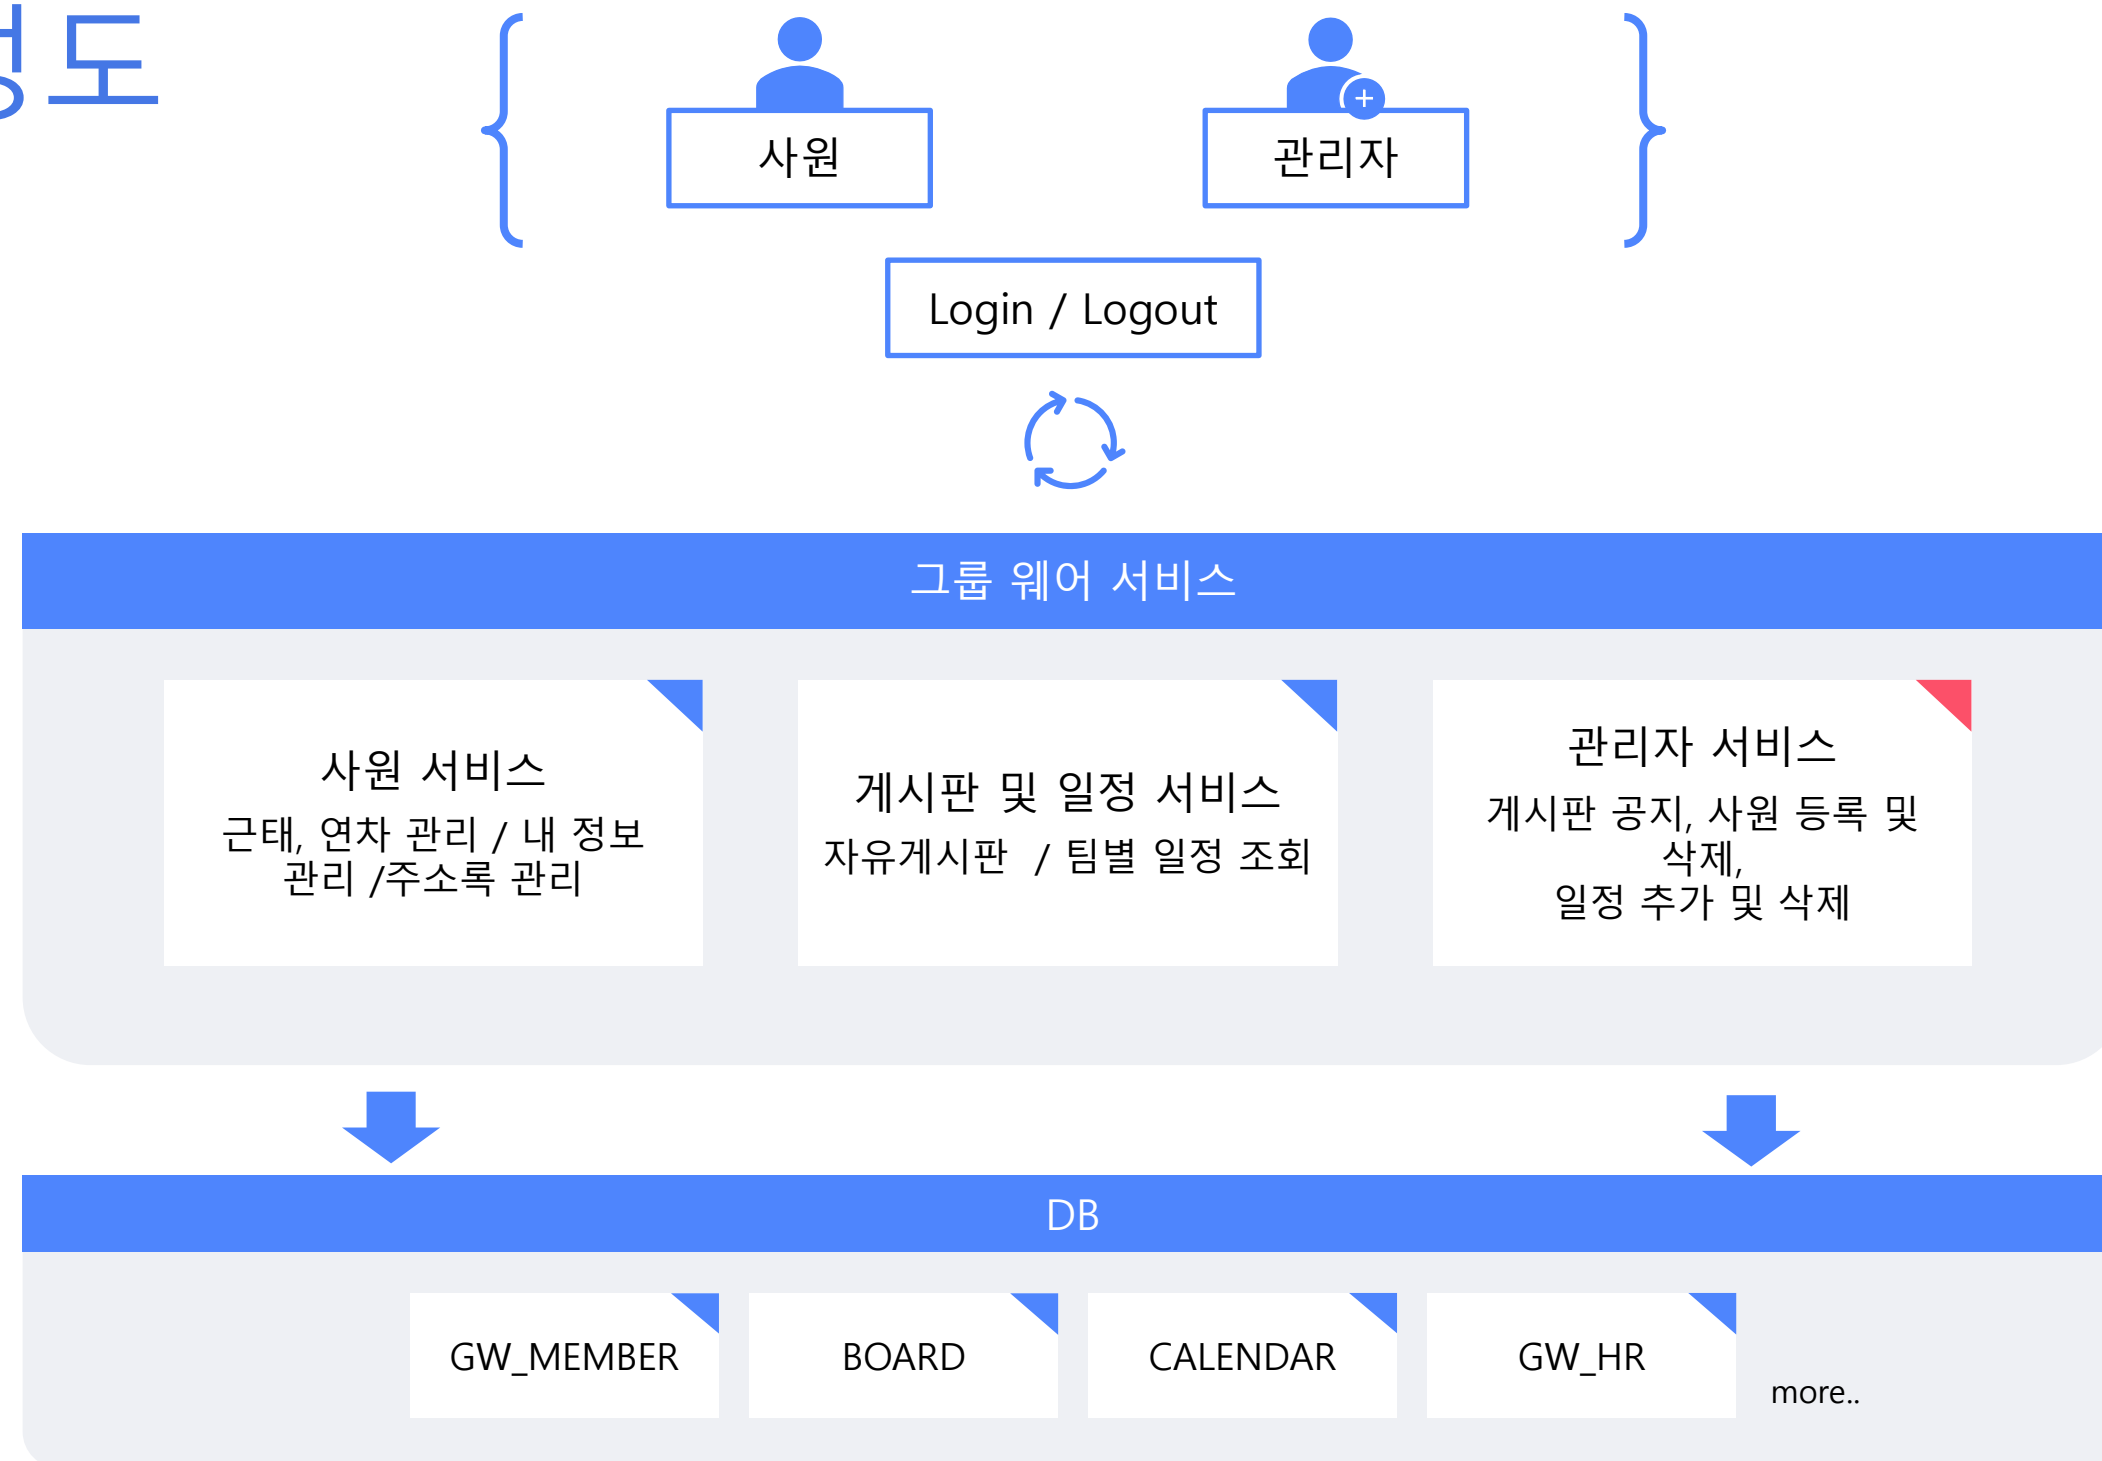 도
사원
관리자
Login / Logout
그룹 웨어 서비스
사원 서비스
근태, 연차 관리 / 내 정보
관리 /주소록 관리
게시판 및 일정 서비스
자유게시판 / 팀별 일정 조회
관리자 서비스
게시판 공지, 사원 등록 및
삭제,
일정 추가 및 삭제
DB
GW_MEMBER
BOARD
CALENDAR
GW_HR
more..